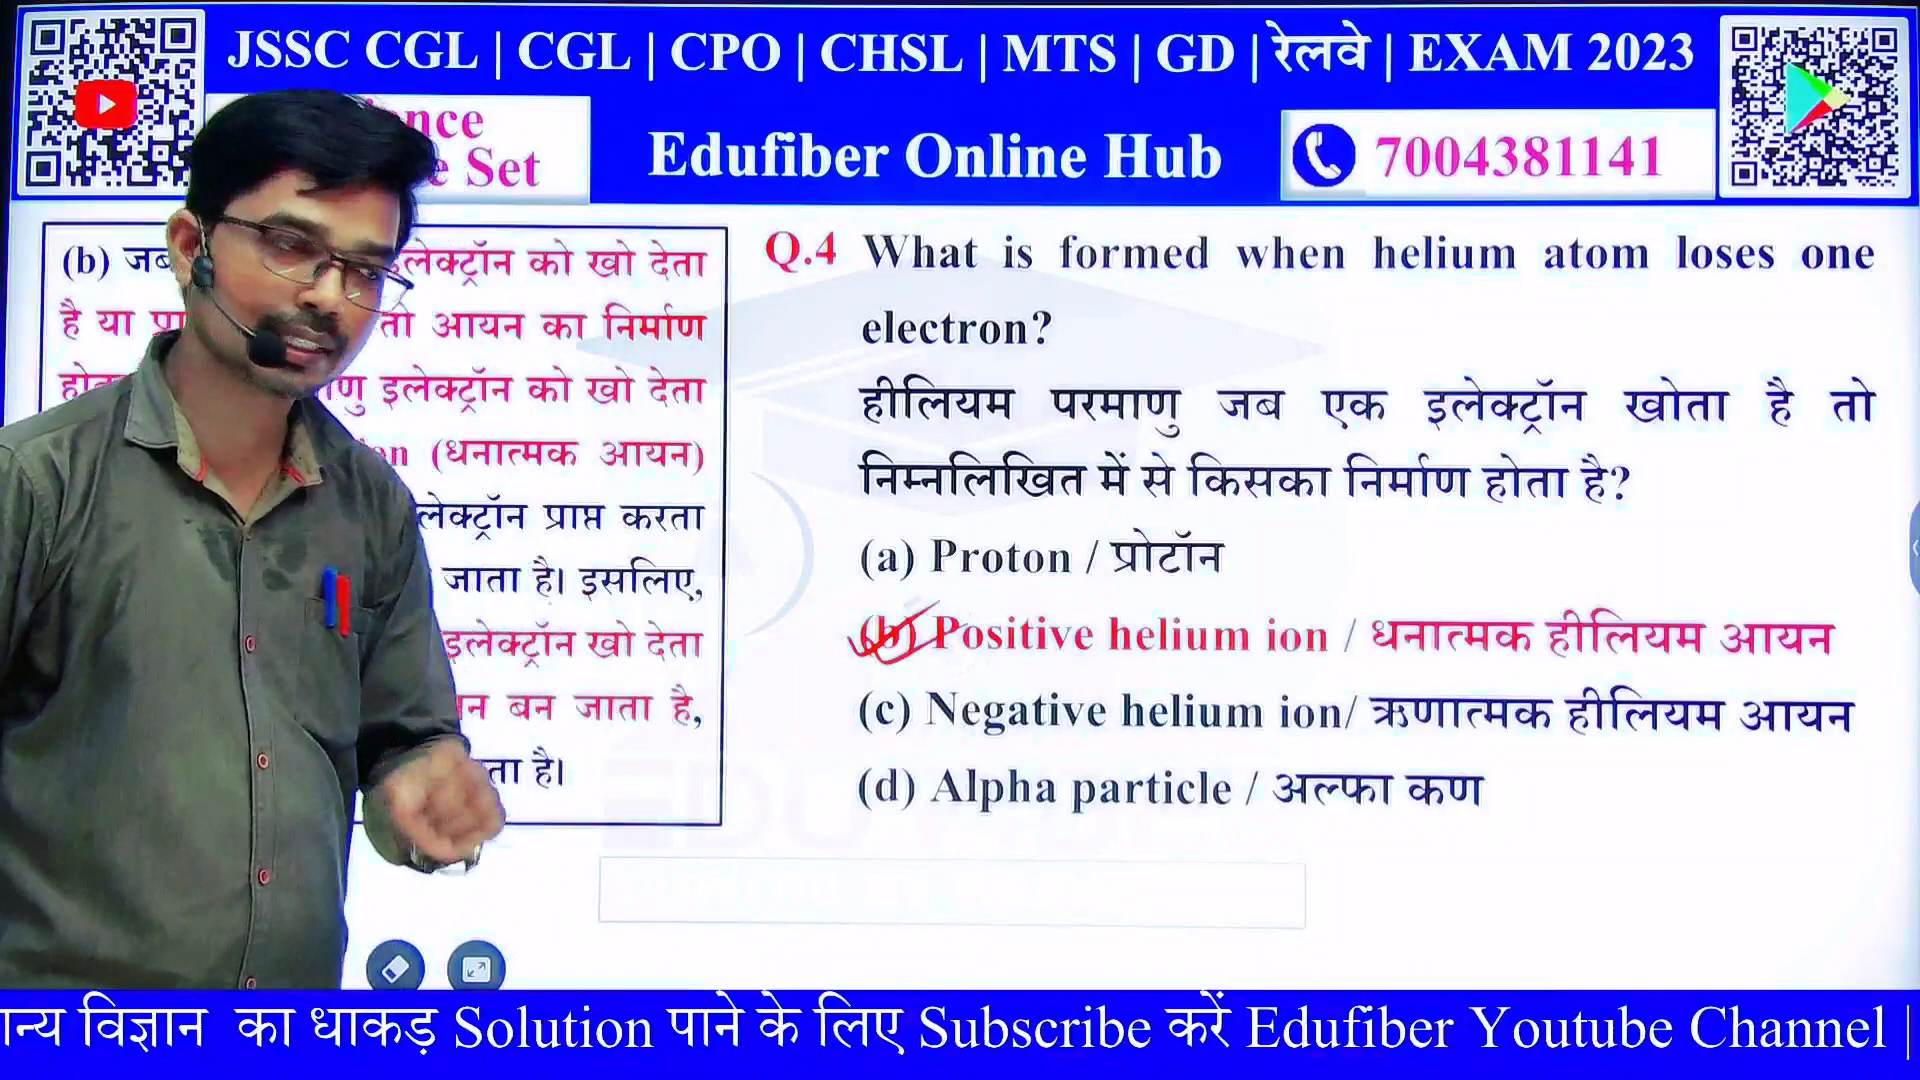 JSSC CGL | CGL | CPO | CHSL | MTS | GD | रेलवे | EXAM 2023
Set
Edufiber Online Hub
7004381141
(b) जब इलेक्ट्रॉन को खो देता
है या तो आयन का निर्माण
इलेक्ट्रॉन को खो देता
(धनात्मक आयन)
इलेक्ट्रॉन प्राप्त करता
जाता है। इसलिए,
इलेक्ट्रॉन खो देता
बन जाता है,
है।
Q.4 What is formed when helium atom loses one
electron?
हीलियम परमाणु जब एक इलेक्ट्रॉन खोता है तो
निम्नलिखित में से किसका निर्माण होता है?
(a) Proton / प्रोटॉन
(b) Positive helium ion / धनात्मक हीलियम आयन
(c) Negative helium ion/ ऋणात्मक हीलियम आयन
(d) Alpha particle / अल्फा कण
विज्ञान का धाकड़ Solution पाने के लिए Subscribe करें Edufiber Youtube Channel |